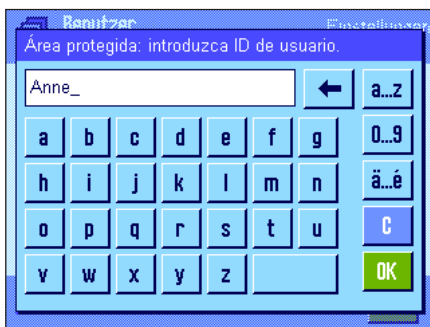 Benutzer Einstellungen
Área protegida: introduzca ID de usuario.
Anne_
a...z
a b c d e f g 0...9
h i j k l m n ä...é
o p q r s t u C
v w x y z OK